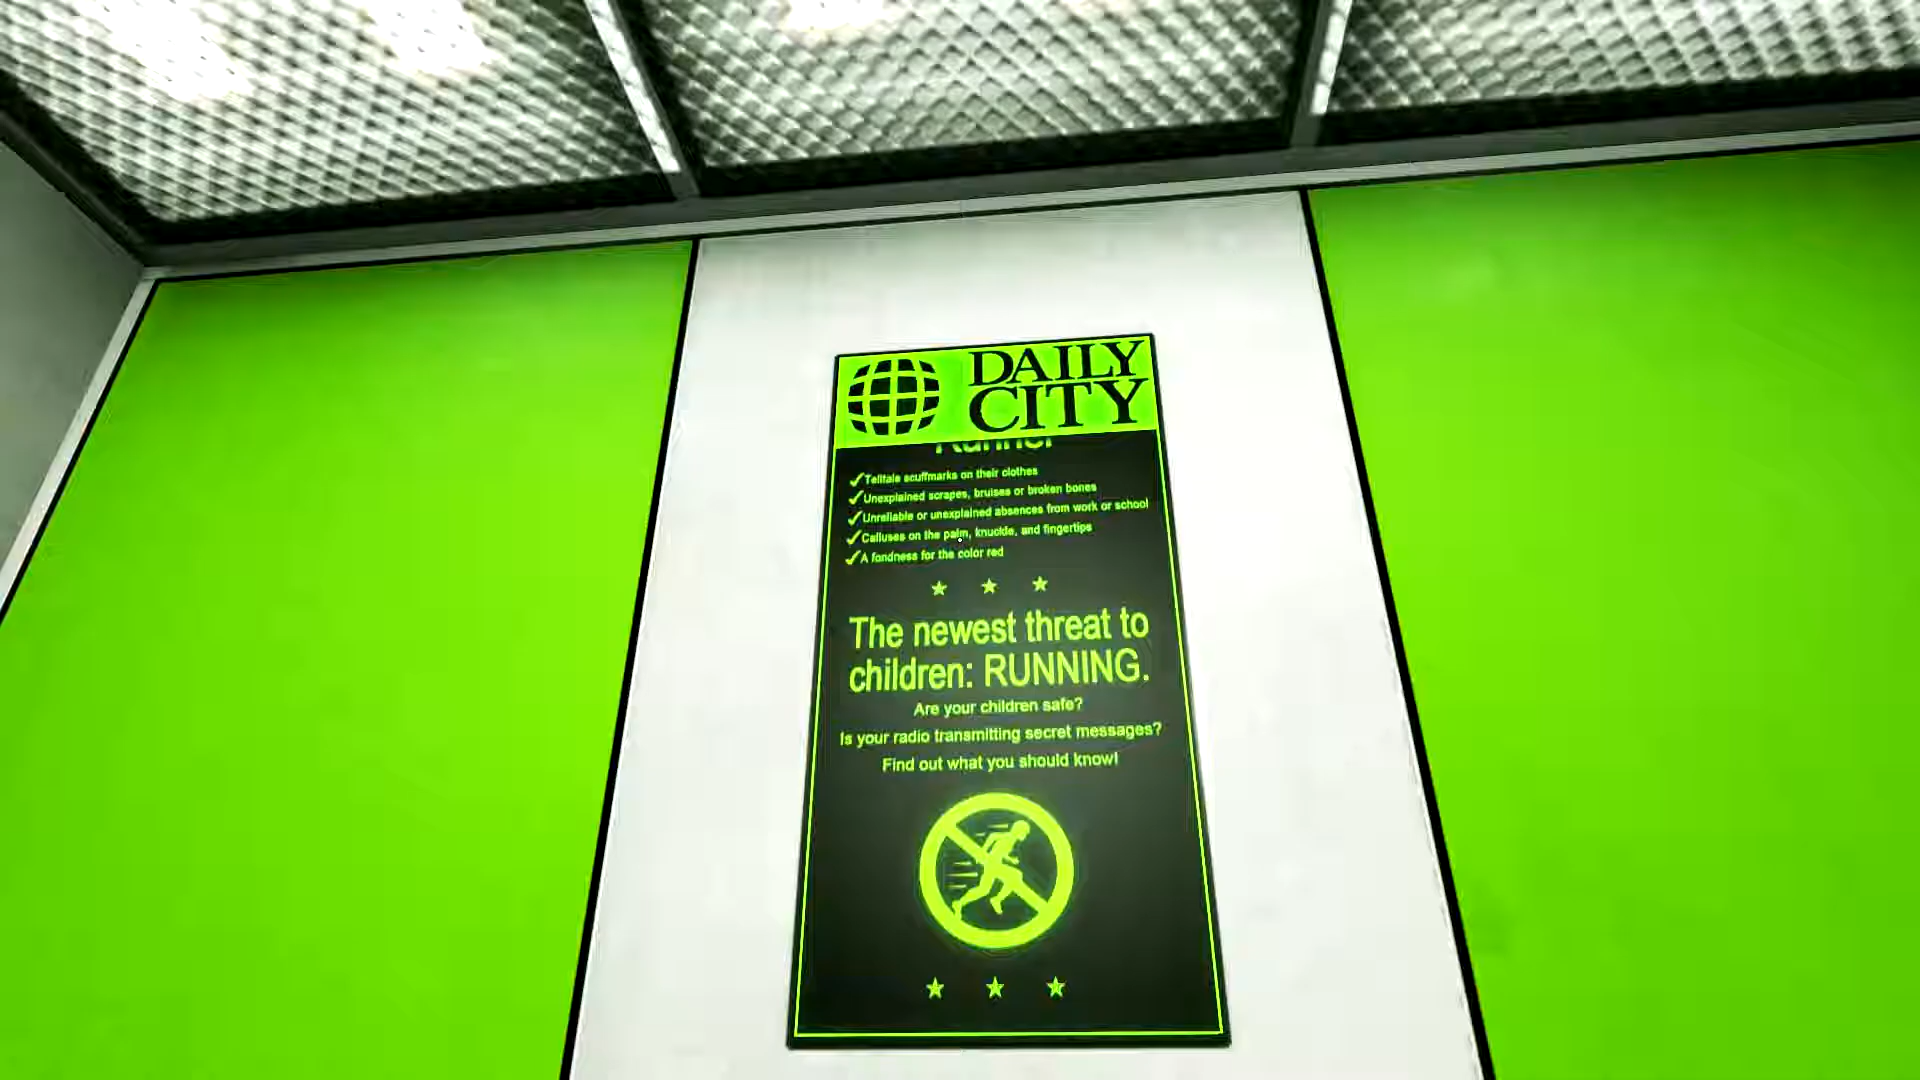 DAILY
CITY
Runner
Telltale scuffmarks on their clothes
Unexplained scrapes, bruises or broken bones
Unreliable or unexplained absences from work or school
Calluses on the palm, knuckle, and fingertips
A fondness for the color red
The newest threat to
children: RUNNING.
Are your children safe?
Is your radio transmitting secret messages?
Find out what you should know!